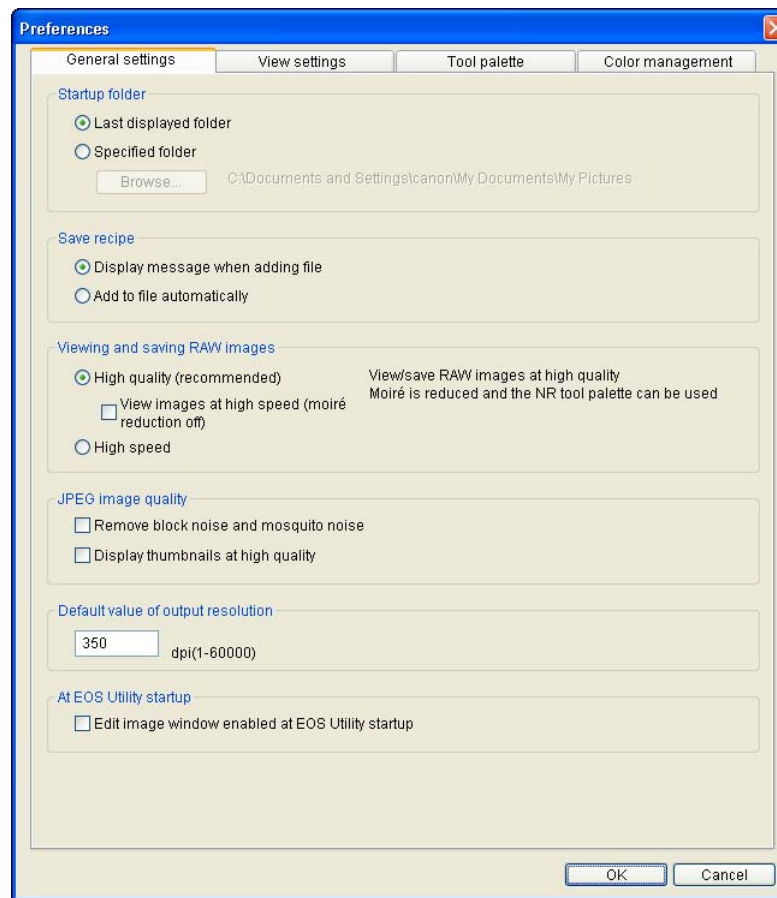 Preferences
General settings
View settings
Tool palette
Color management
Startup folder
Last displayed folder
Specified folder
Browse...
C:\Documents and Settings\canon\My Documents\My Pictures
Save recipe
Display message when adding file
Add to file automatically
Viewing and saving RAW images
High quality (recommended)
View images at high speed (moiré
reduction off)
High speed
View/save RAW images at high quality
Moiré is reduced and the NR tool palette can be used
JPEG image quality
Remove block noise and mosquito noise
Display thumbnails at high quality
Default value of output resolution
350
dpi(1-60000)
At EOS Utility startup
Edit image window enabled at EOS Utility startup
OK
Cancel